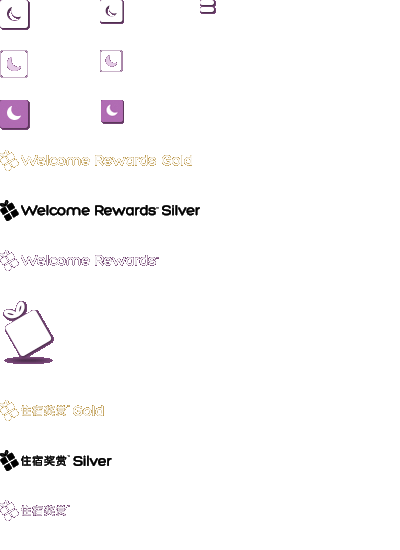 Welcome Rewards Gold
Welcome Rewards™ Silver
Welcome Rewards™
住宿奖赏™ Gold
住宿奖赏™ Silver
住宿奖赏™